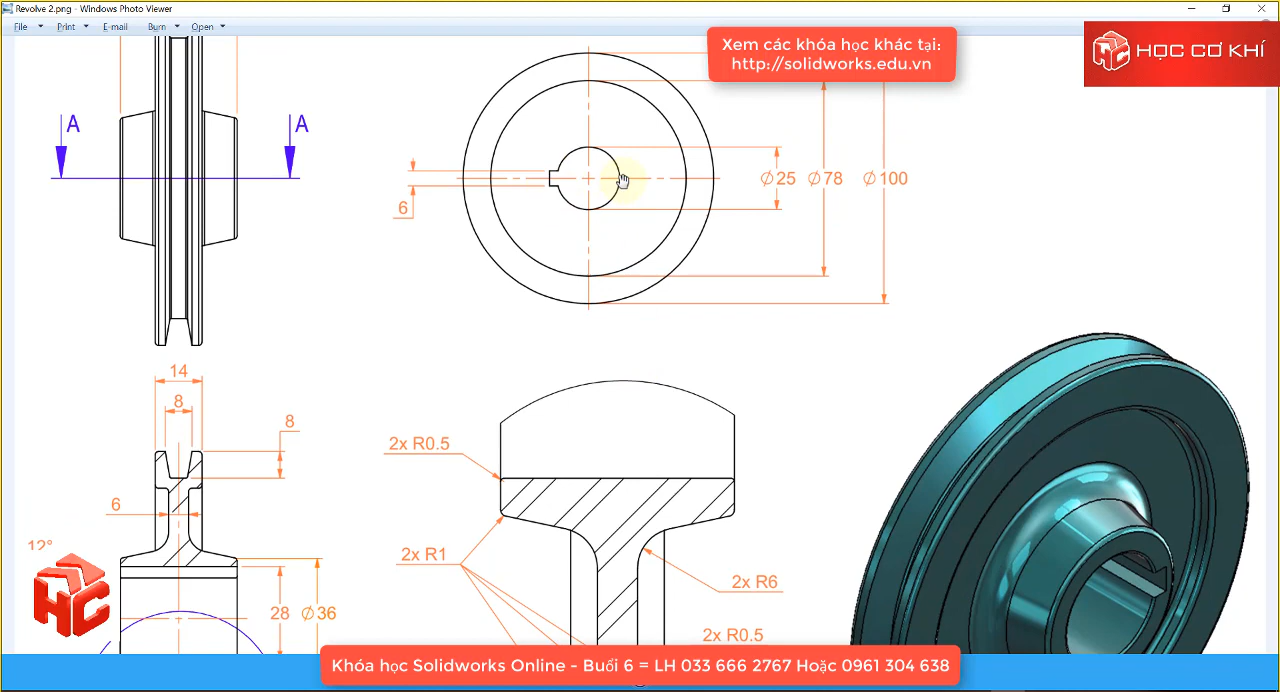 Revolve 2.png - Windows Photo Viewer
File Print E-mail Burn Open
Xem các khóa học khác tại:
http://solidworks.edu.vn
HỌC CƠ KHÍ
A A
6
Ø25 Ø78 Ø100
14
8
8
6
12°
28 Ø36
2x R0.5
2x R1
2x R6
2x R0.5
HC
Khóa học Solidworks Online - Buổi 6 = LH 033 666 2767 Hoặc 0961 304 638